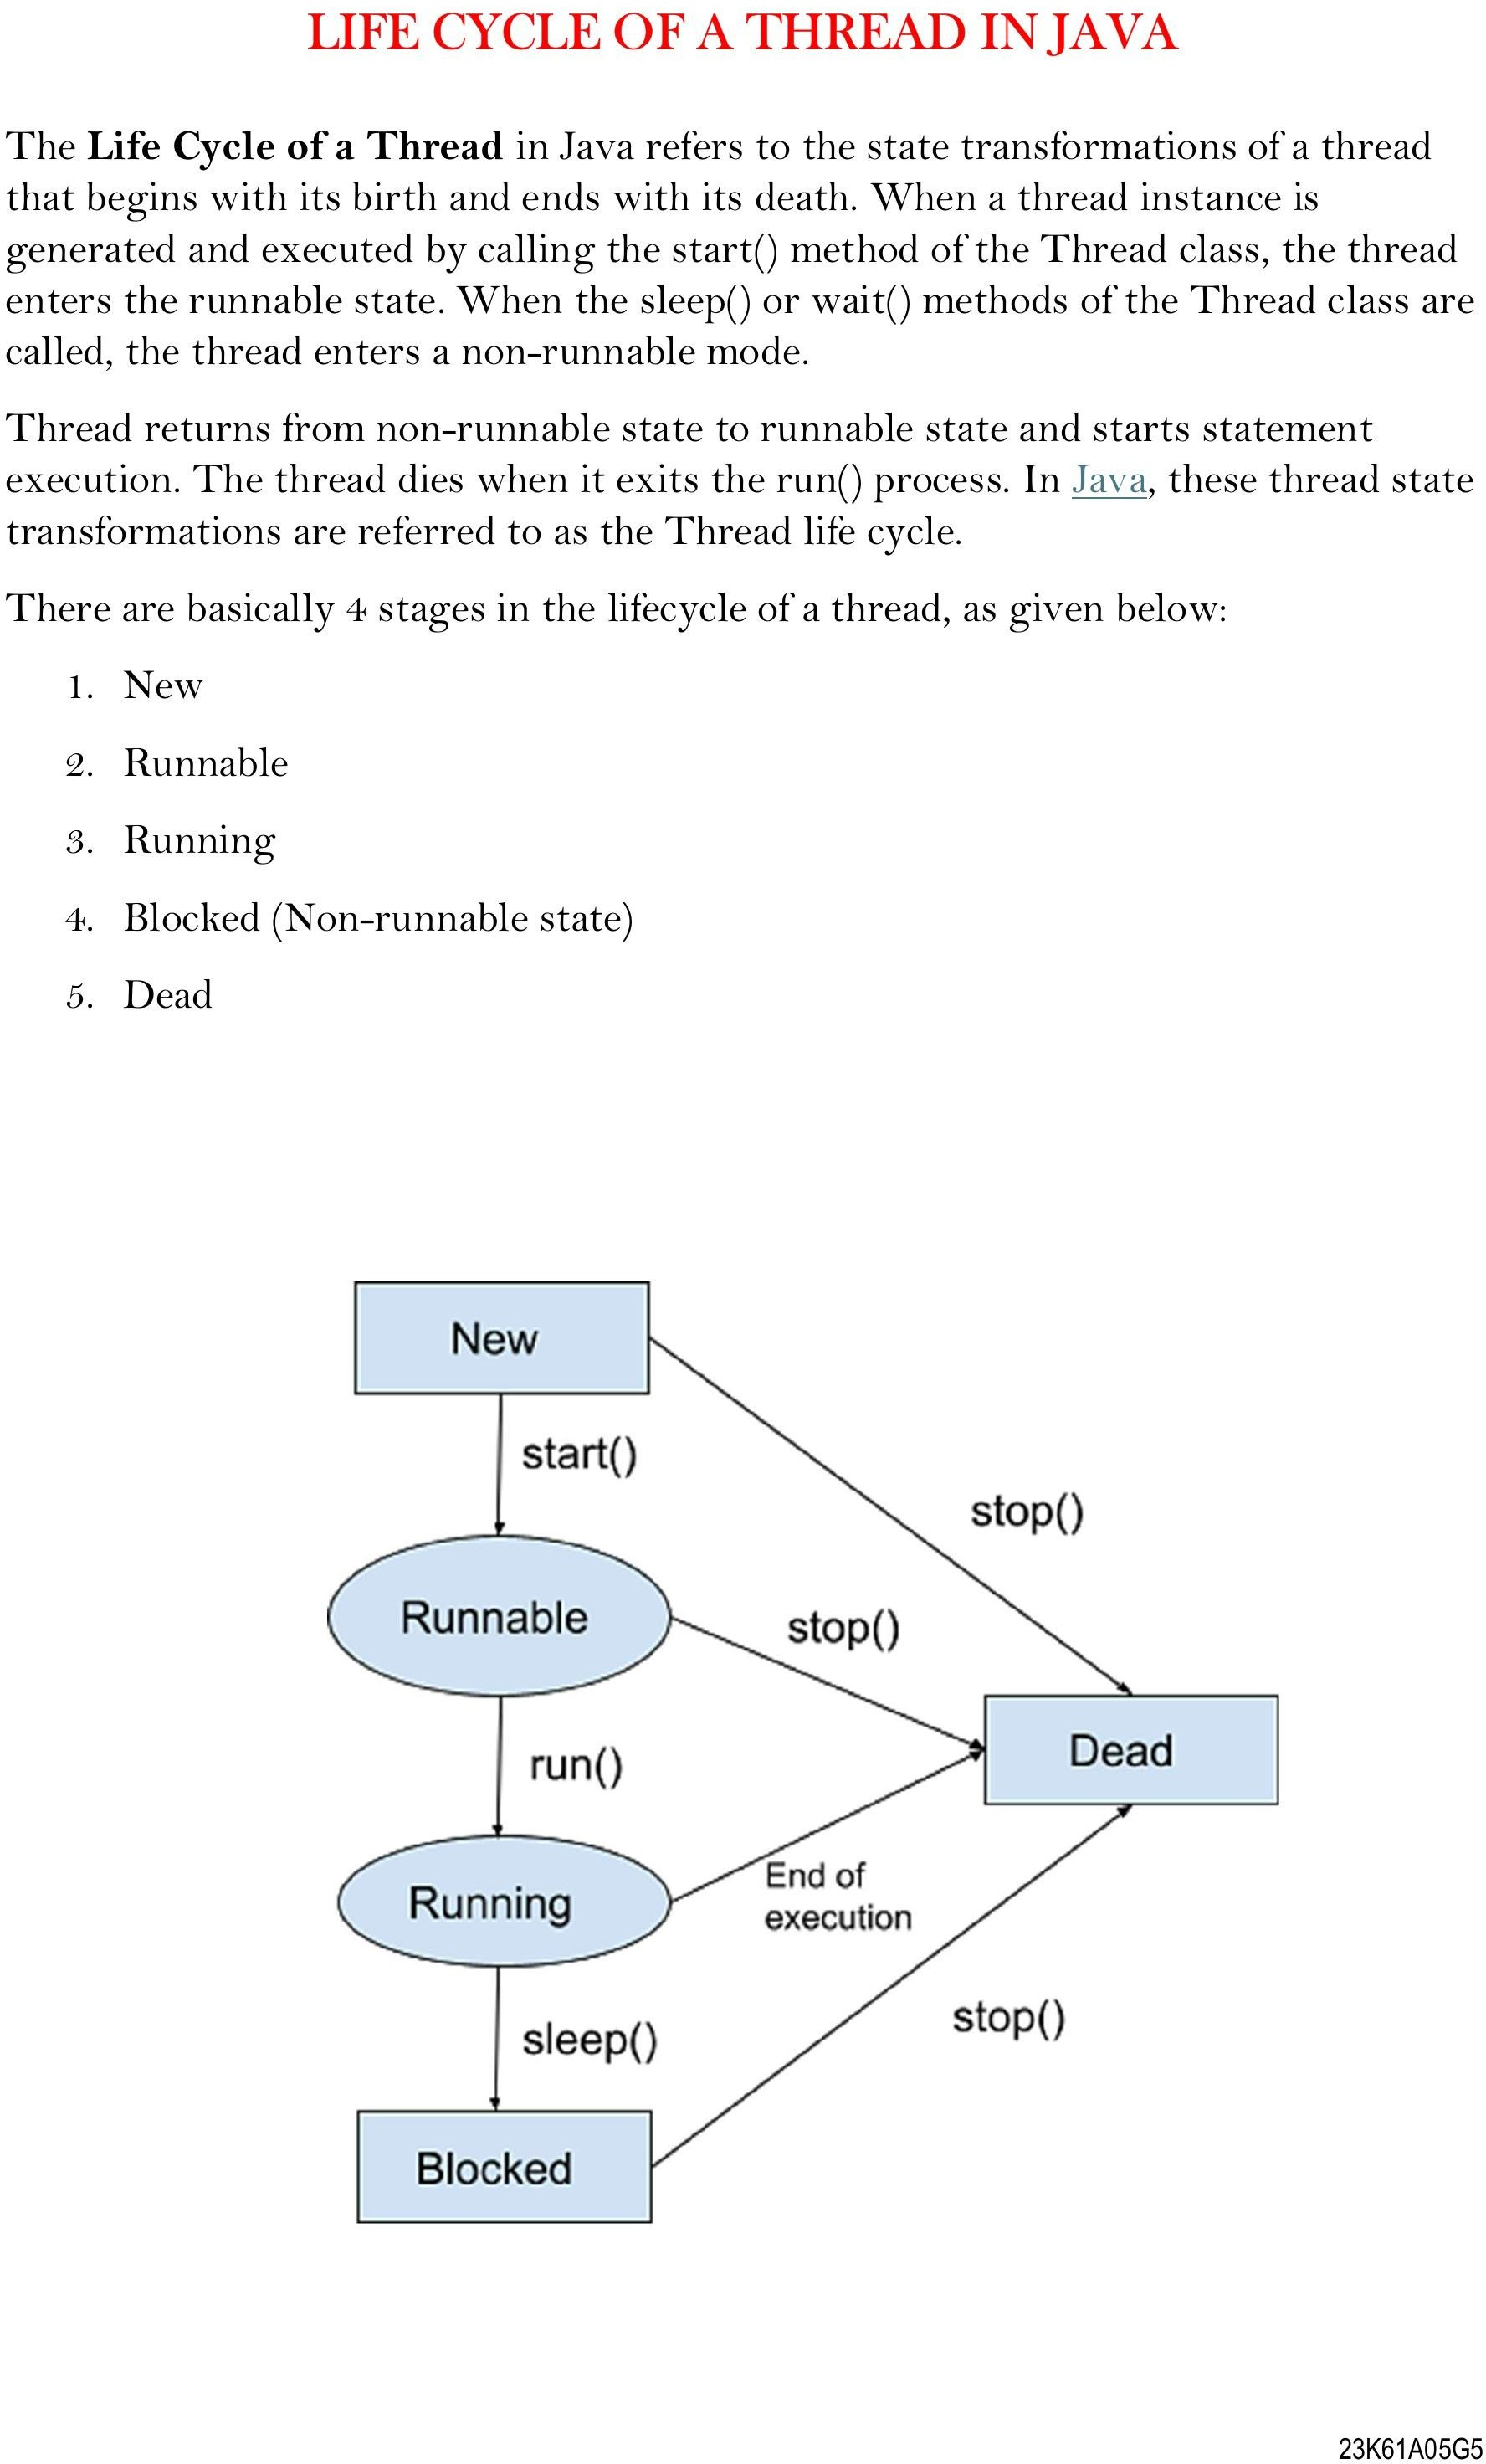 LIFE CYCLE OF A THREAD IN JAVA
The Life Cycle of a Thread in Java refers to the state transformations of a thread
that begins with its birth and ends with its death. When a thread instance is
generated and executed by calling the start() method of the Thread class, the thread
enters the runnable state. When the sleep() or wait() methods of the Thread class are
called, the thread enters a non-runnable mode.
Thread returns from non-runnable state to runnable state and starts statement
execution. The thread dies when it exits the run() process. In Java, these thread state
transformations are referred to as the Thread life cycle.
There are basically 4 stages in the lifecycle of a thread, as given below:
1. New
2. Runnable
3. Running
4. Blocked (Non-runnable state)
5. Dead
New
start()
stop()
Runnable
stop()
Dead
run()
Running
End of
execution
stop()
sleep()
Blocked
23K61A05G5